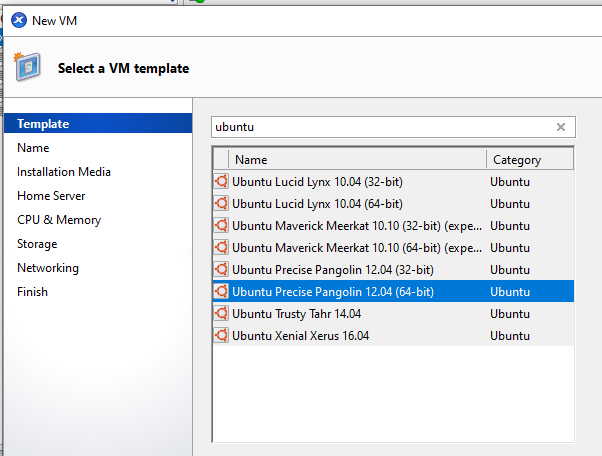 New VM
Select a VM template
Template
Name
Installation Media
Home Server
CPU & Memory
Storage
Networking
Finish
ubuntu
Name Category
Ubuntu Lucid Lynx 10.04 (32-bit) Ubuntu
Ubuntu Lucid Lynx 10.04 (64-bit) Ubuntu
Ubuntu Maverick Meerkat 10.10 (32-bit) (expe... Ubuntu
Ubuntu Maverick Meerkat 10.10 (64-bit) (expe... Ubuntu
Ubuntu Precise Pangolin 12.04 (32-bit) Ubuntu
Ubuntu Precise Pangolin 12.04 (64-bit) Ubuntu
Ubuntu Trusty Tahr 14.04 Ubuntu
Ubuntu Xenial Xerus 16.04 Ubuntu